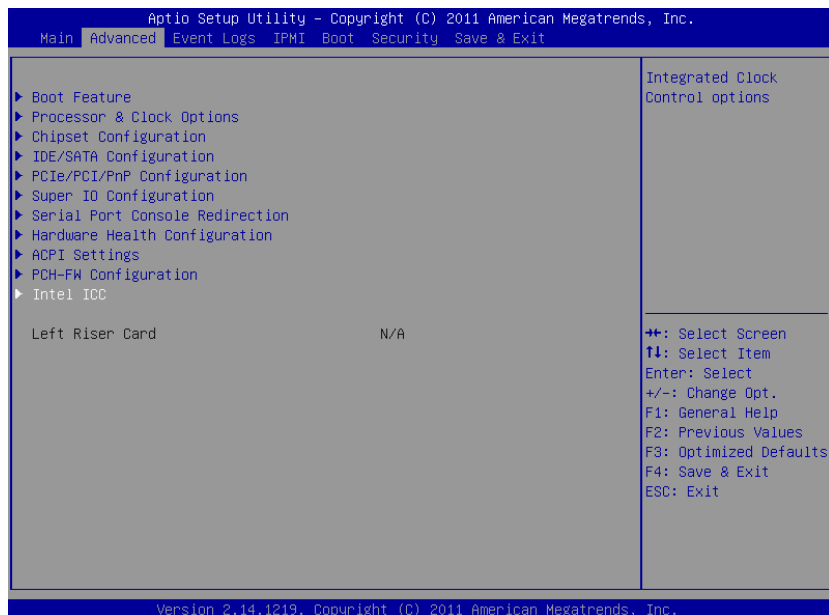 Aptio Setup Utility – Copyright (C) 2011 American Megatrends, Inc.
Main Advanced Event Logs IPMI Boot Security Save & Exit
Boot Feature
Processor & Clock Options
Chipset Configuration
IDE/SATA Configuration
PCIe/PCI/PnP Configuration
Super IO Configuration
Serial Port Console Redirection
Hardware Health Configuration
ACPI Settings
PCH-FW Configuration
Intel ICC
Left Riser Card N/A
Integrated Clock
Control options
→←: Select Screen
↑↓: Select Item
Enter: Select
+/-: Change Opt.
F1: General Help
F2: Previous Values
F3: Optimized Defaults
F4: Save & Exit
ESC: Exit
Version 2.14.1219. Copyright (C) 2011 American Megatrends, Inc.